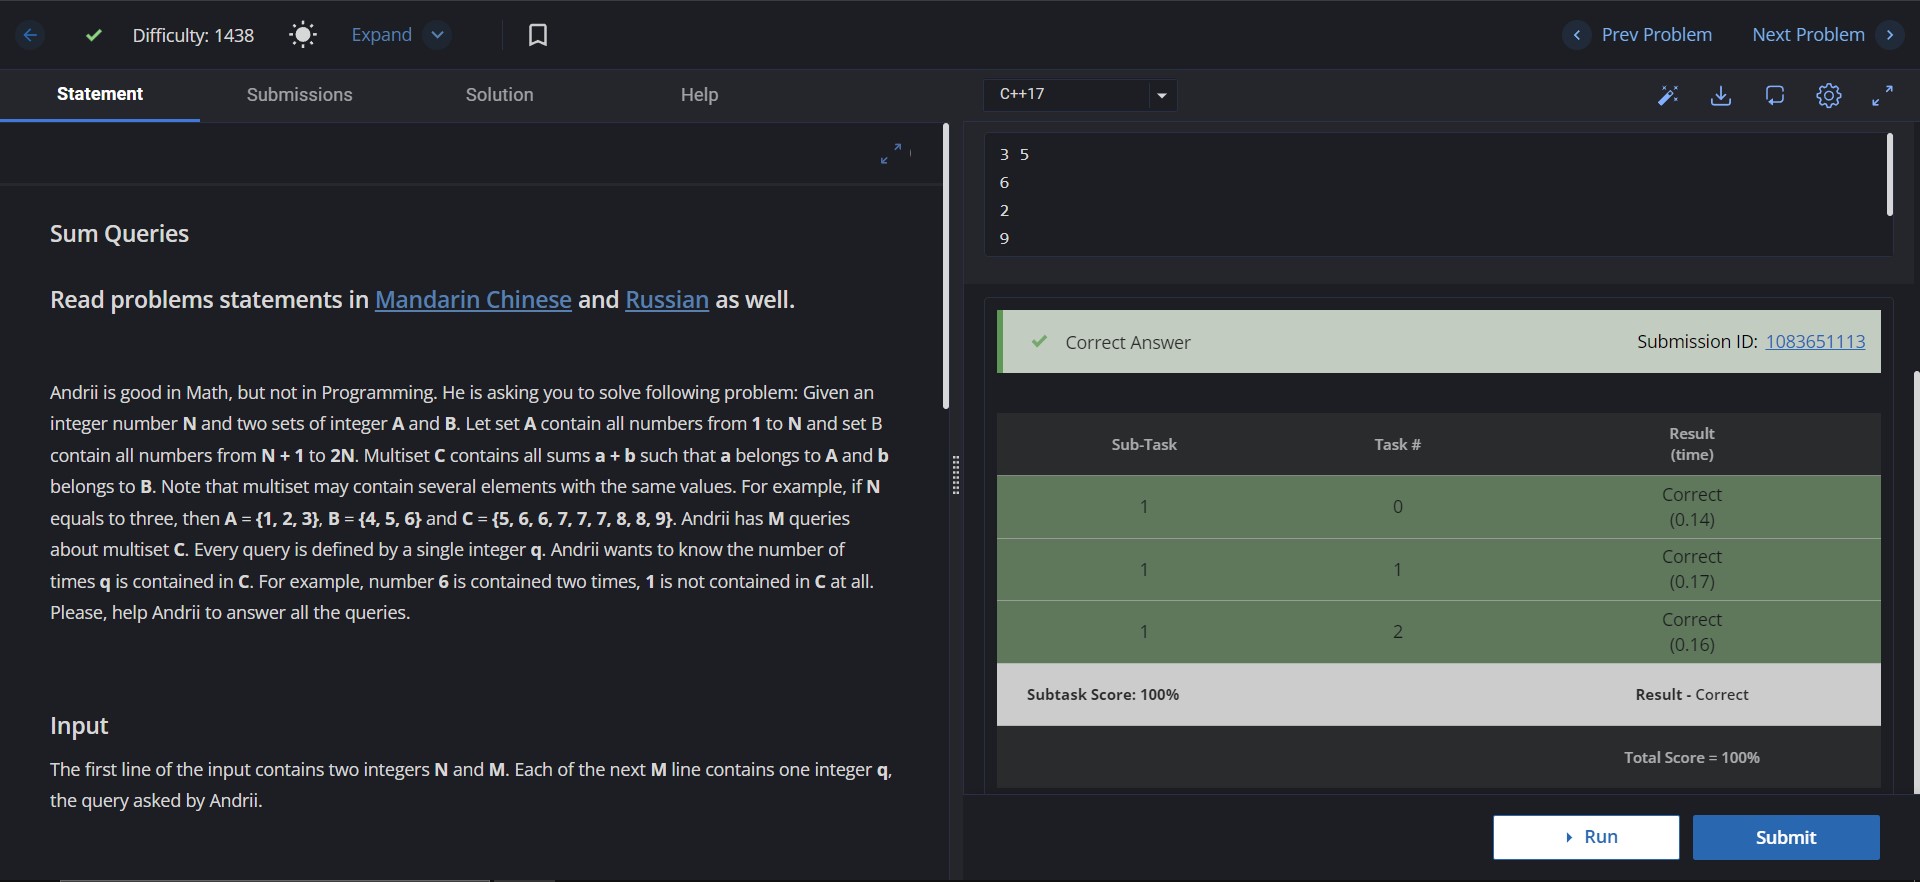 Difficulty: 1438
Expand
Prev Problem
Next Problem
Statement
Submissions
Solution
Help
Sum Queries
Read problems statements in Mandarin Chinese and Russian as well.
Andrii is good in Math, but not in Programming. He is asking you to solve following problem: Given an
integer number N and two sets of integer A and B. Let set A contain all numbers from 1 to N and set B
contain all numbers from N + 1 to 2N. Multiset C contains all sums a + b such that a belongs to A and b
belongs to B. Note that multiset may contain several elements with the same values. For example, if N
equals to three, then A = {1, 2, 3}, B = {4, 5, 6} and C = {5, 6, 6, 7, 7, 7, 8, 8, 9}. Andrii has M queries
about multiset C. Every query is defined by a single integer q. Andrii wants to know the number of
times q is contained in C. For example, number 6 is contained two times, 1 is not contained in C at all.
Please, help Andrii to answer all the queries.
Input
The first line of the input contains two integers N and M. Each of the next M line contains one integer q,
the query asked by Andrii.
C++17
3 5
6
2
9
Correct Answer
Submission ID: 1083651113
Sub-Task
Task #
Result
(time)
1
0
Correct
(0.14)
1
1
Correct
(0.17)
1
2
Correct
(0.16)
Subtask Score: 100%
Result - Correct
Total Score = 100%
Run
Submit